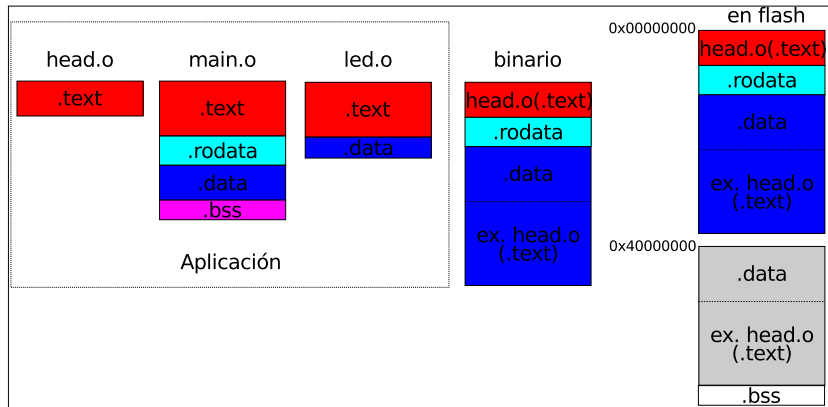 head.o
.text
main.o
.text
.rodata
.data
.bss
led.o
.text
.data
Aplicación
binario
head.o(.text)
.rodata
.data
ex. head.o
(.text)
en flash
0x00000000
head.o(.text)
.rodata
.data
ex. head.o
(.text)
0x40000000
.data
ex. head.o
(.text)
.bss